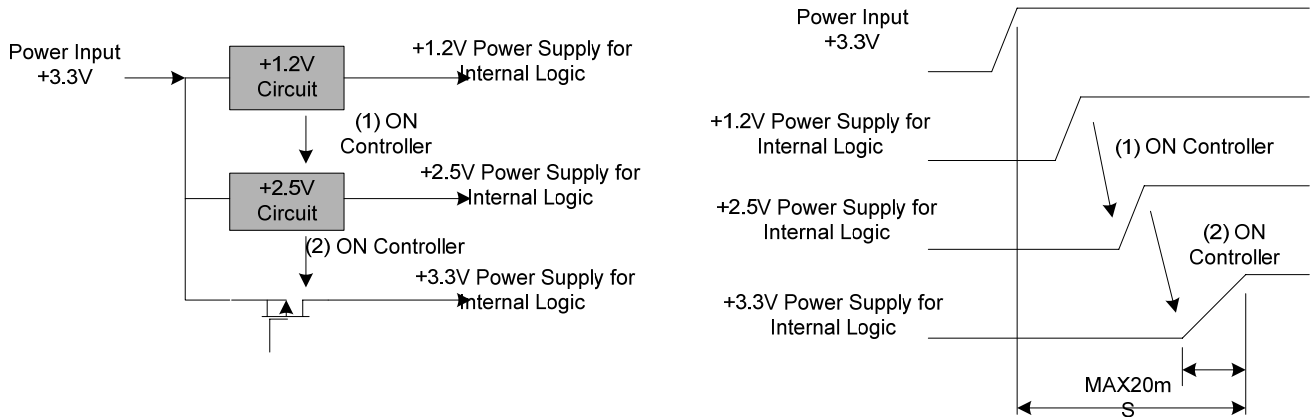 Power Input
+3.3V
+1.2V
Circuit
+1.2V Power Supply for
Internal Logic
(1) ON
Controller
+2.5V
Circuit
+2.5V Power Supply for
Internal Logic
(2) ON Controller
+3.3V Power Supply for
Internal Logic
Power Input
+3.3V
+1.2V Power Supply for
Internal Logic
(1) ON Controller
+2.5V Power Supply for
Internal Logic
(2) ON
Controller
+3.3V Power Supply for
Internal Logic
MAX20m
S